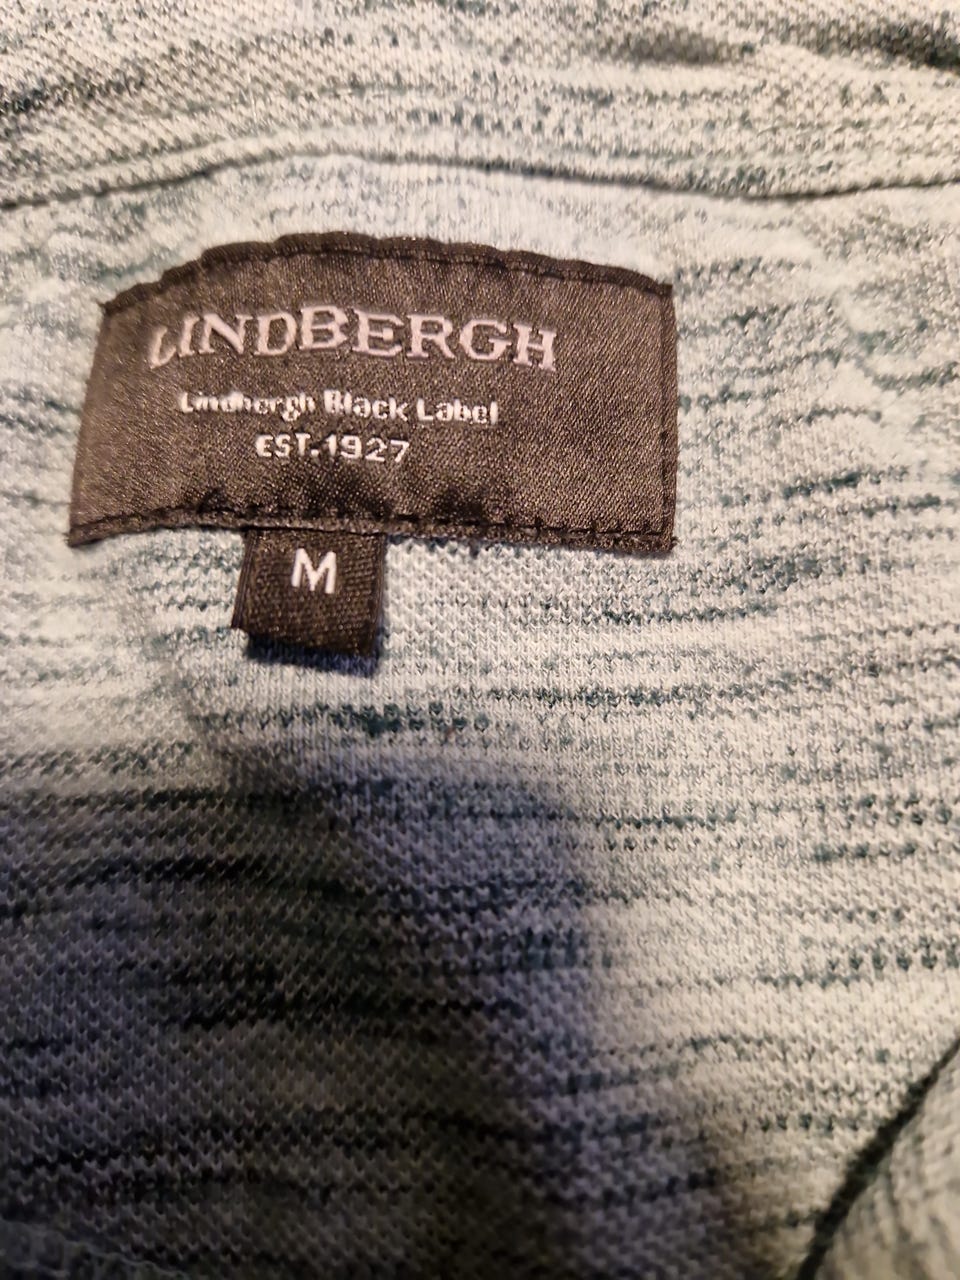 LINDBERGH
Lindbergh Black Label
EST.1927
M